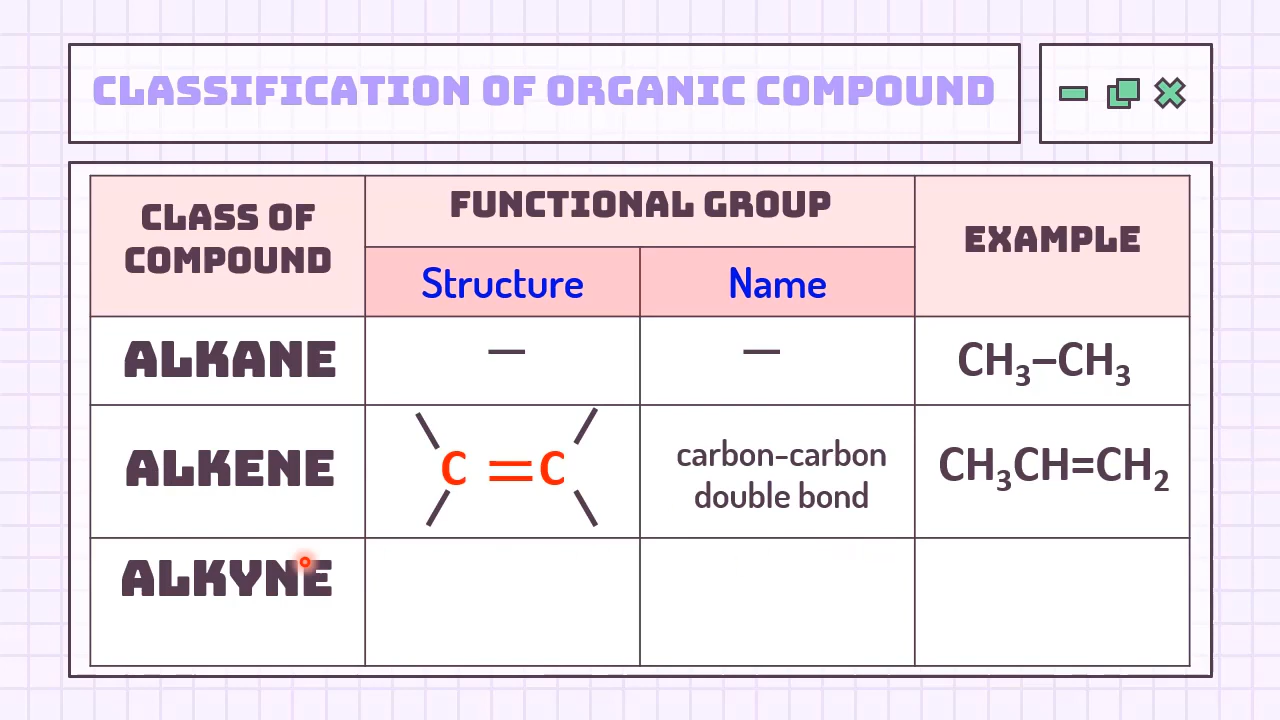 CLASSIFICATION OF ORGANIC COMPOUND
CLASS OF
COMPOUND
FUNCTIONAL GROUP
EXAMPLE
Structure
Name
ALKANE
—
—
CH₃–CH₃
ALKENE
C=C
carbon-carbon
double bond
CH₃CH=CH₂
ALKYNE